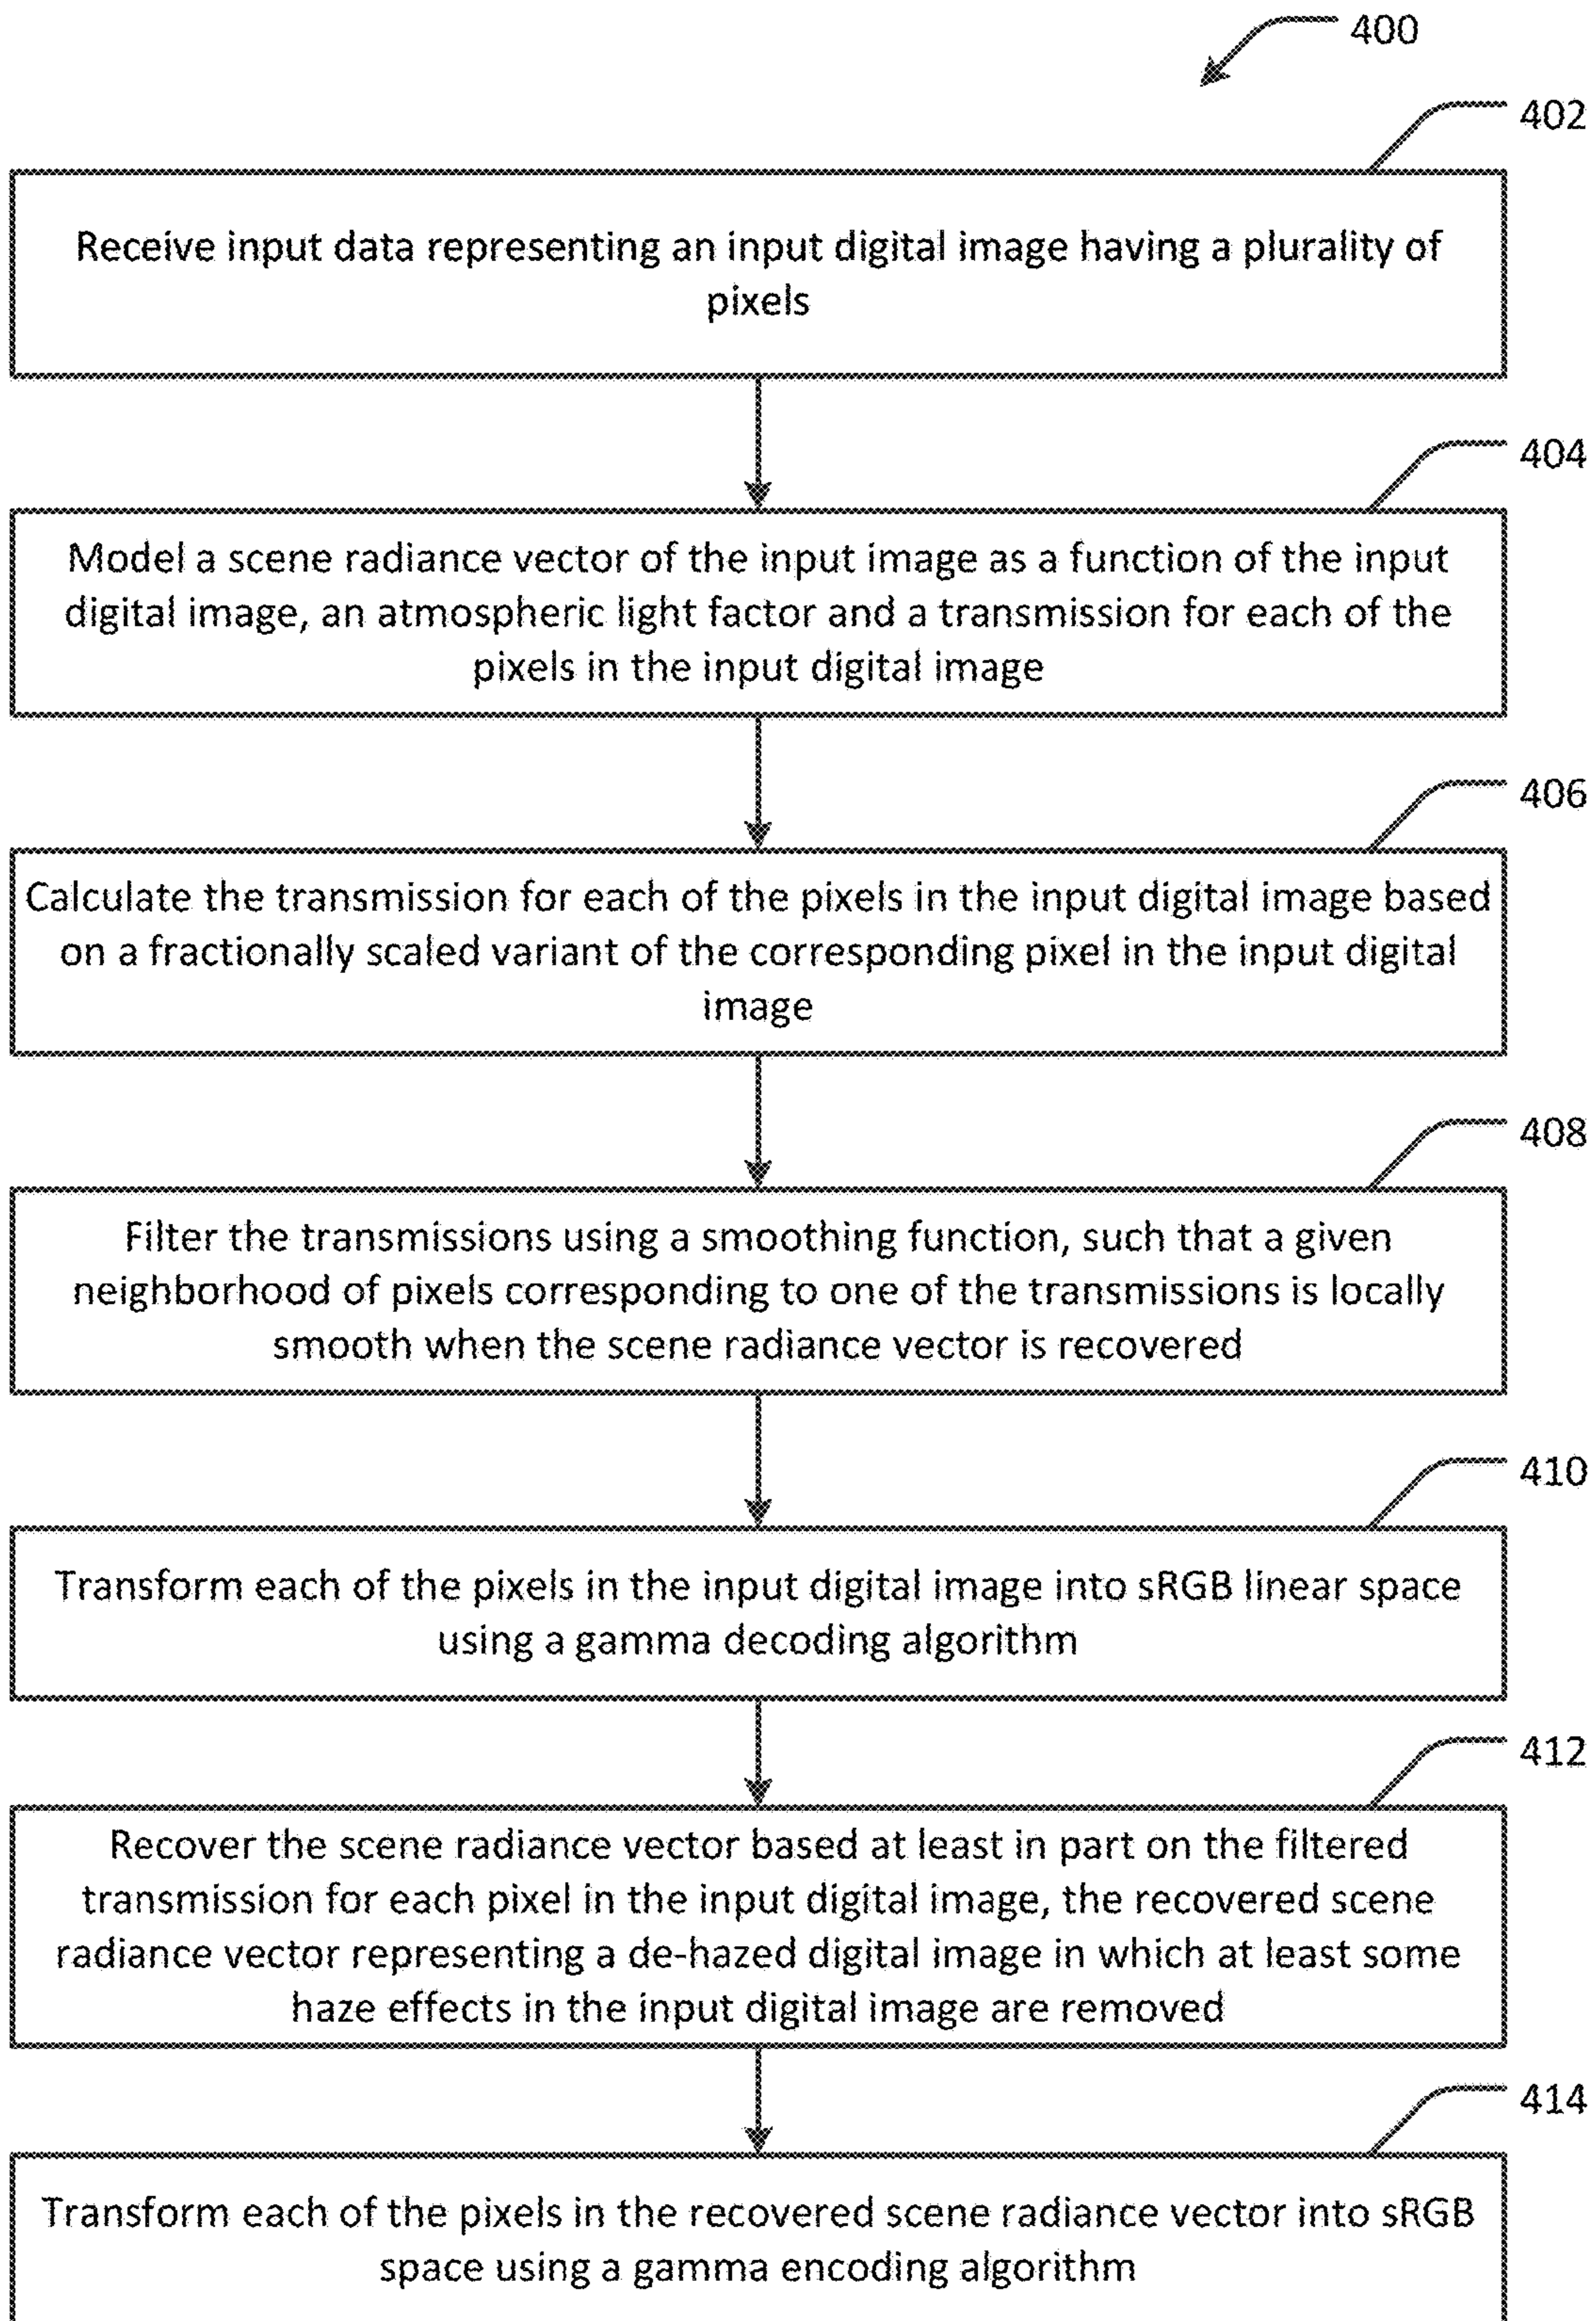 400
402
Receive input data representing an input digital image having a plurality of
pixels
404
Model a scene radiance vector of the input image as a function of the input
digital image, an atmospheric light factor and a transmission for each of the
pixels in the input digital image
406
Calculate the transmission for each of the pixels in the input digital image based
on a fractionally scaled variant of the corresponding pixel in the input digital
image
408
Filter the transmissions using a smoothing function, such that a given
neighborhood of pixels corresponding to one of the transmissions is locally
smooth when the scene radiance vector is recovered
410
Transform each of the pixels in the input digital image into sRGB linear space
using a gamma decoding algorithm
412
Recover the scene radiance vector based at least in part on the filtered
transmission for each pixel in the input digital image, the recovered scene
radiance vector representing a de-hazed digital image in which at least some
haze effects in the input digital image are removed
414
Transform each of the pixels in the recovered scene radiance vector into sRGB
space using a gamma encoding algorithm